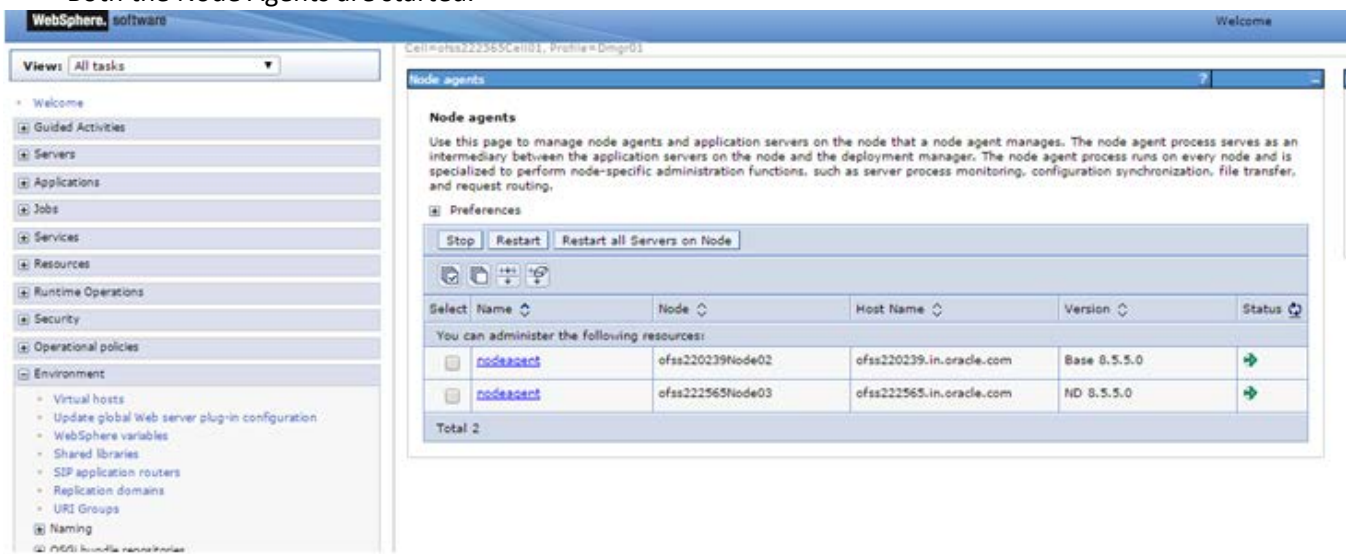 Both the Node Agents are started.
WebSphere. software
Welcome
Cell=ofss222565Cell01, Profile=Dmgr01
View: All tasks
Welcome
Guided Activities
Servers
Applications
Jobs
Services
Resources
Runtime Operations
Security
Operational policies
Environment
Virtual hosts
Update global Web server plug-in configuration
WebSphere variables
Shared libraries
SIP application routers
Replication domains
URI Groups
Naming
OSGi bundle repositories
Node agents
?
Node agents
Use this page to manage node agents and application servers on the node that a node agent manages. The node agent process serves as an
intermediary between the application servers on the node and the deployment manager. The node agent process runs on every node and is
specialized to perform node-specific administration functions, such as server process monitoring, configuration synchronization, file transfer,
and request routing.
Preferences
Stop Restart Restart all Servers on Node
Select Name Node Host Name Version Status
You can administer the following resources:
nodeagent ofss220239Node02 ofss220239.in.oracle.com Base 8.5.5.0
nodeagent ofss222565Node03 ofss222565.in.oracle.com ND 8.5.5.0
Total 2